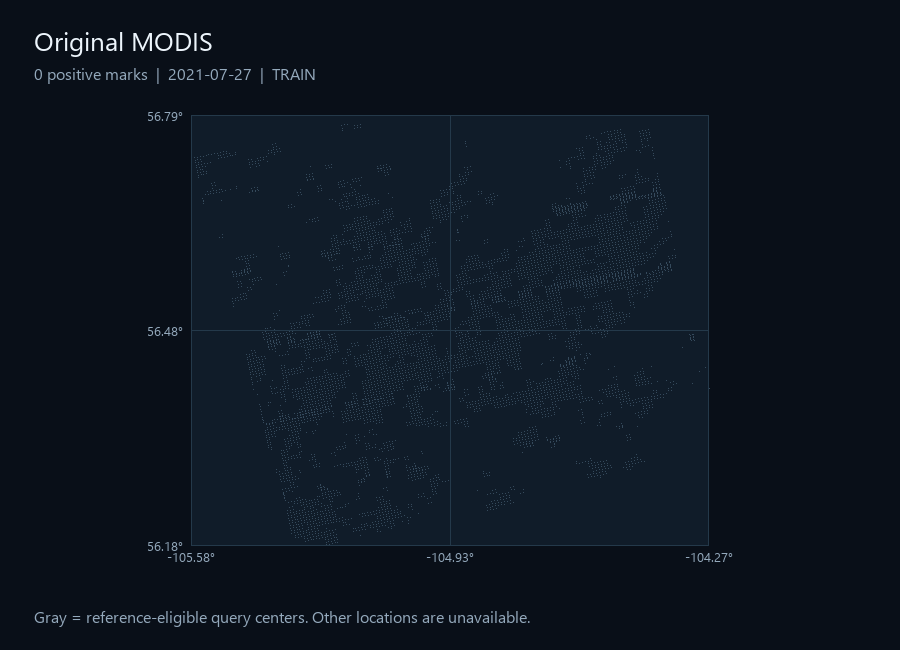 Original MODIS
0 positive marks | 2021-07-27 | TRAIN
56.79°
56.48°
56.18°
-105.58°
-104.93°
-104.27°
Gray = reference-eligible query centers. Other locations are unavailable.